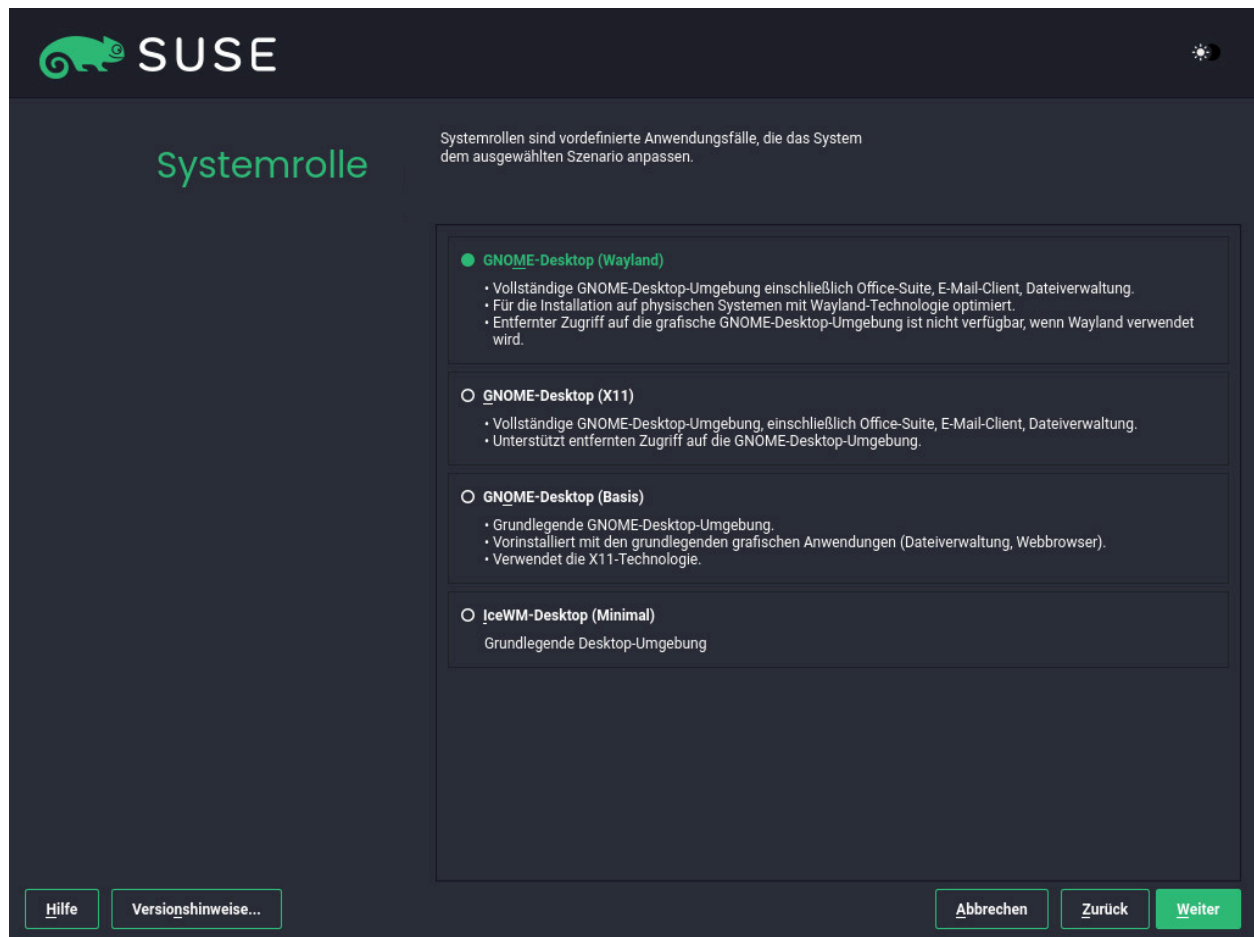 SUSE
Systemrolle
Systemrollen sind vordefinierte Anwendungsfälle, die das System
dem ausgewählten Szenario anpassen.
GNOME-Desktop (Wayland)
• Vollständige GNOME-Desktop-Umgebung einschließlich Office-Suite, E-Mail-Client, Dateiverwaltung.
• Für die Installation auf physischen Systemen mit Wayland-Technologie optimiert.
• Entfernter Zugriff auf die grafische GNOME-Desktop-Umgebung ist nicht verfügbar, wenn Wayland verwendet
wird.
GNOME-Desktop (X11)
• Vollständige GNOME-Desktop-Umgebung, einschließlich Office-Suite, E-Mail-Client, Dateiverwaltung.
• Unterstützt entfernten Zugriff auf die GNOME-Desktop-Umgebung.
GNOME-Desktop (Basis)
• Grundlegende GNOME-Desktop-Umgebung.
• Vorinstalliert mit den grundlegenden grafischen Anwendungen (Dateiverwaltung, Webbrowser).
• Verwendet die X11-Technologie.
IceWM-Desktop (Minimal)
Grundlegende Desktop-Umgebung
Hilfe Versionshinweise... Abbrechen Zurück Weiter